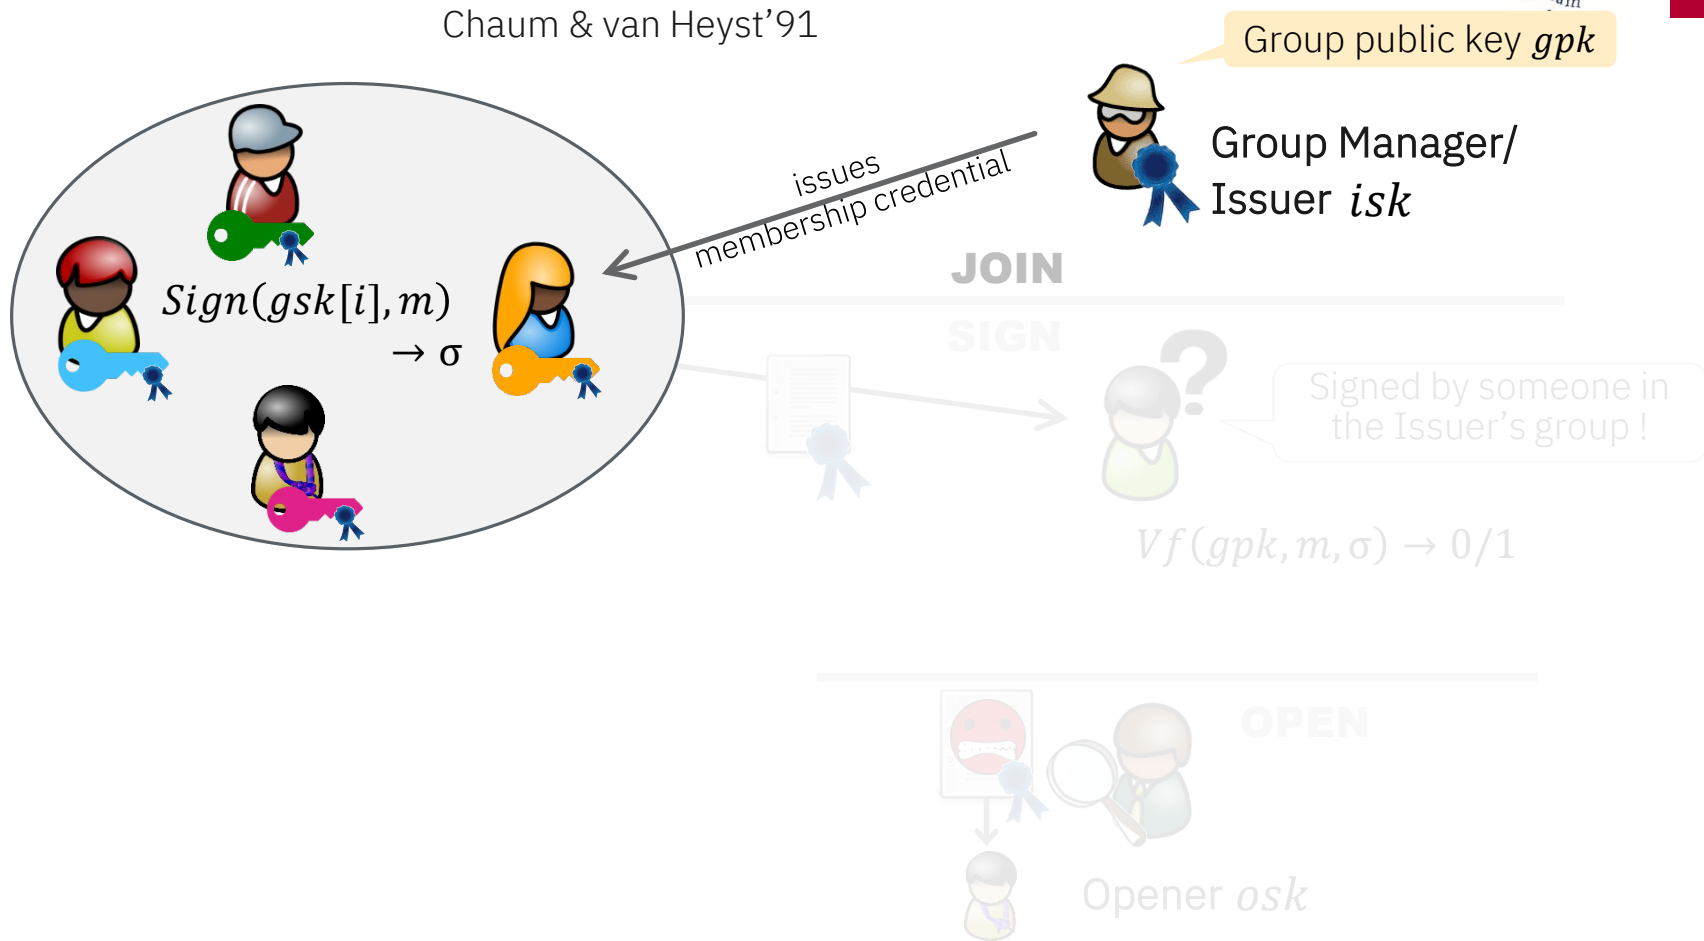 Chaum & van Heyst’91
Group public key gpk
Group Manager/
Issuer isk
issues
membership credential
JOIN
Sign(gsk[i], m)
→ σ
SIGN
Signed by someone in
the Issuer’s group !
Vf(gpk, m, σ) → 0/1
OPEN
Opener osk